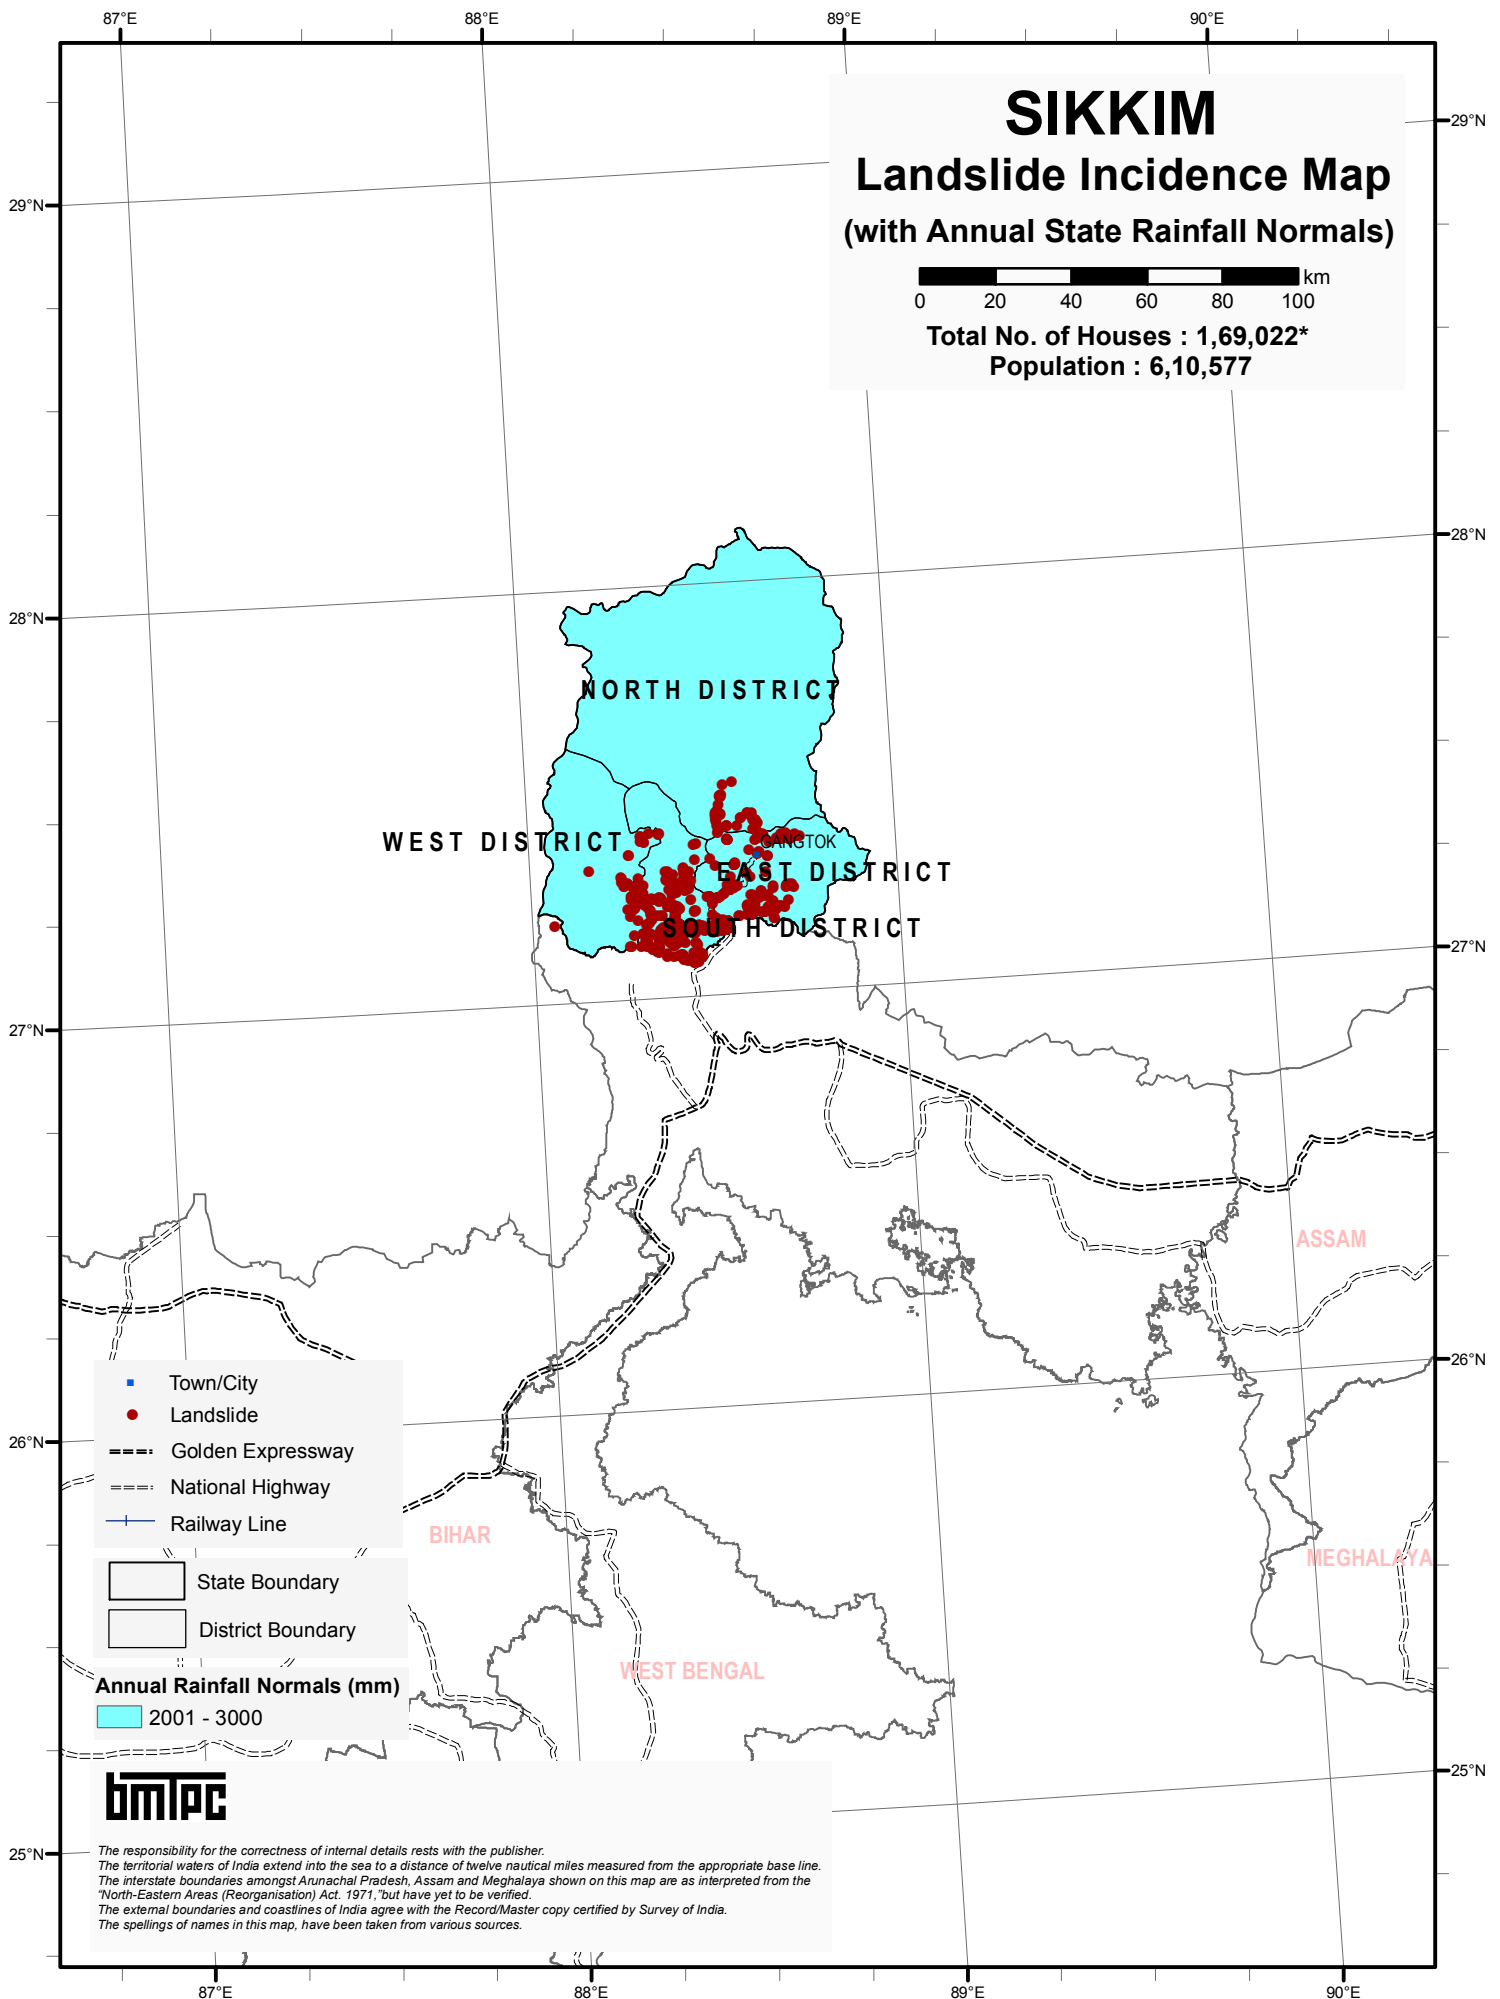 87°E
88°E
89°E
90°E
SIKKIM
Landslide Incidence Map
(with Annual State Rainfall Normals)
km
0 20 40 60 80 100
Total No. of Houses : 1,69,022*
Population : 6,10,577
29°N
29°N
28°N
28°N
NORTH DISTRICT
WEST DISTRICT
GANGTOK
EAST DISTRICT
SOUTH DISTRICT
27°N
27°N
ASSAM
26°N
26°N
Town/City
Landslide
Golden Expressway
National Highway
Railway Line
State Boundary
District Boundary
BIHAR
MEGHALAYA
WEST BENGAL
Annual Rainfall Normals (mm)
2001 - 3000
25°N
25°N
bmTpc
The responsibility for the correctness of internal details rests with the publisher.
The territorial waters of India extend into the sea to a distance of twelve nautical miles measured from the appropriate base line.
The interstate boundaries amongst Arunachal Pradesh, Assam and Meghalaya shown on this map are as interpreted from the
"North-Eastern Areas (Reorganisation) Act. 1971,"but have yet to be verified.
The external boundaries and coastlines of India agree with the Record/Master copy certified by Survey of India.
The spellings of names in this map, have been taken from various sources.
87°E
88°E
89°E
90°E